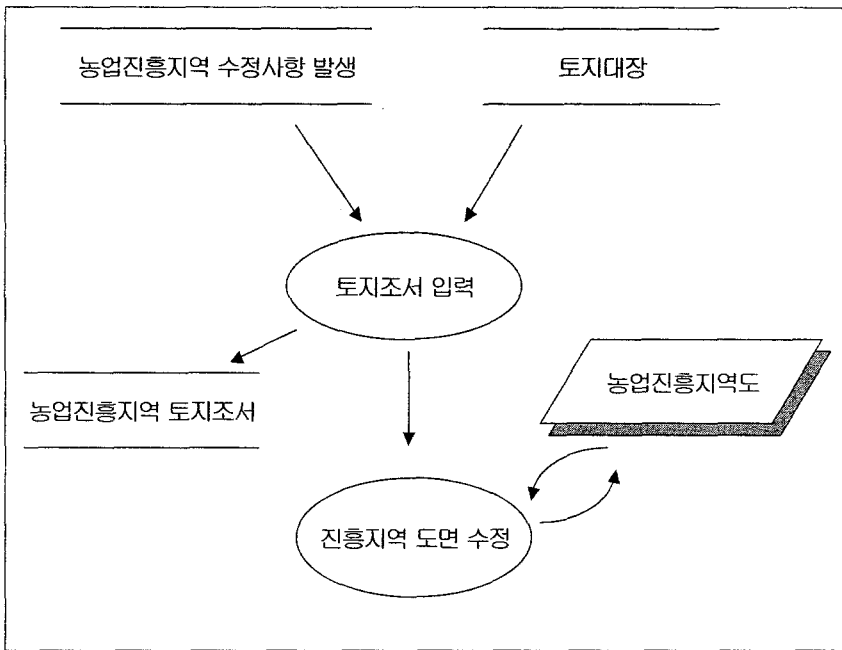 농업진흥지역 수정사항 발생
토지대장
토지조서 입력
농업진흥지역도
농업진흥지역 토지조서
진흥지역 도면 수정